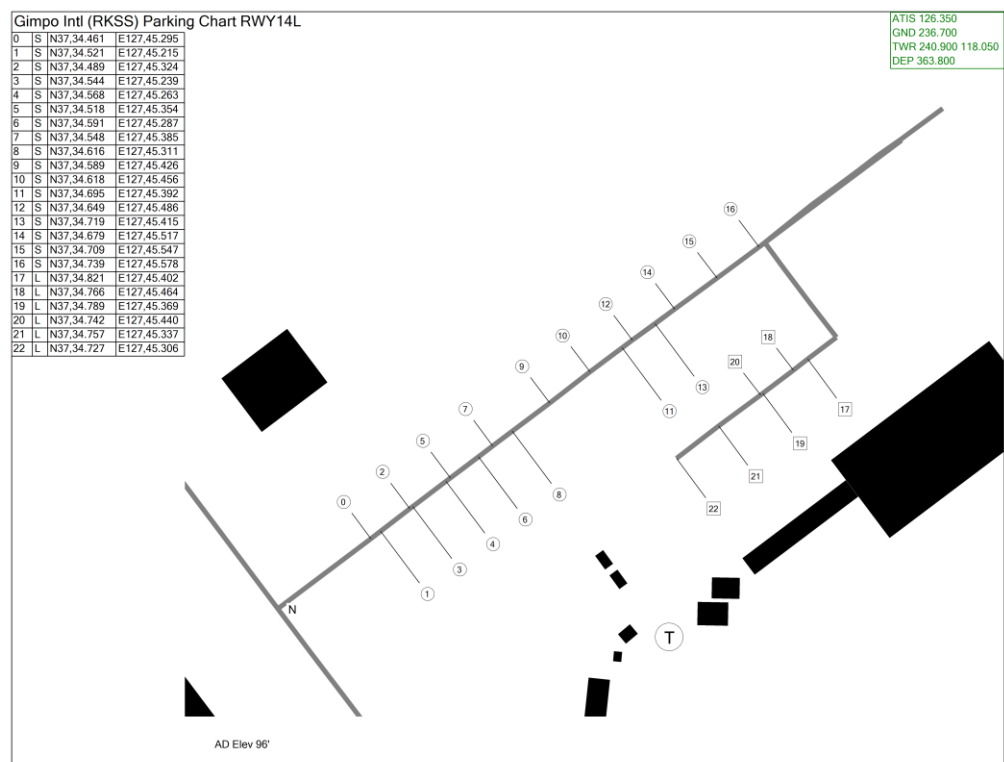 Gimpo Intl (RKSS) Parking Chart RWY14L
0 S N37,34.461 E127,45.295
1 S N37,34.521 E127,45.215
2 S N37,34.489 E127,45.324
3 S N37,34.544 E127,45.239
4 S N37,34.568 E127,45.263
5 S N37,34.518 E127,45.354
6 S N37,34.591 E127,45.287
7 S N37,34.548 E127,45.385
8 S N37,34.616 E127,45.311
9 S N37,34.589 E127,45.426
10 S N37,34.618 E127,45.456
11 S N37,34.695 E127,45.392
12 S N37,34.649 E127,45.486
13 S N37,34.719 E127,45.415
14 S N37,34.679 E127,45.517
15 S N37,34.709 E127,45.547
16 S N37,34.739 E127,45.578
17 L N37,34.821 E127,45.402
18 L N37,34.766 E127,45.464
19 L N37,34.789 E127,45.369
20 L N37,34.742 E127,45.440
21 L N37,34.757 E127,45.337
22 L N37,34.727 E127,45.306
ATIS 126.350
GND 236.700
TWR 240.900 118.050
DEP 363.800
16
15
14
12
10
18
20
9
13
11
17
7
19
5
2
21
8
0
22
6
4
3
1
N
T
AD Elev 96'